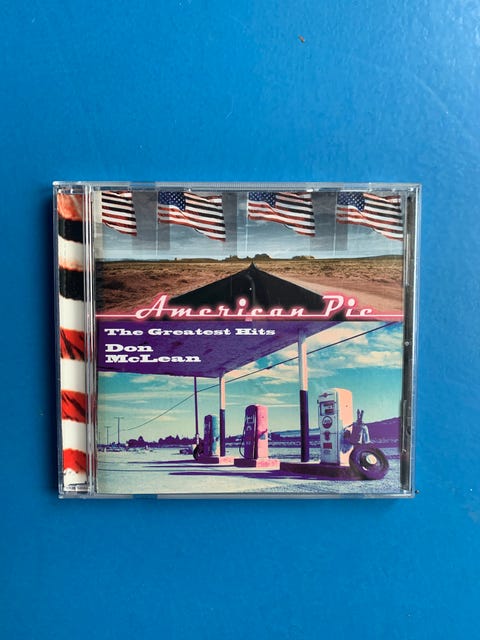 American Pie
The Greatest Hits
Don
McLean